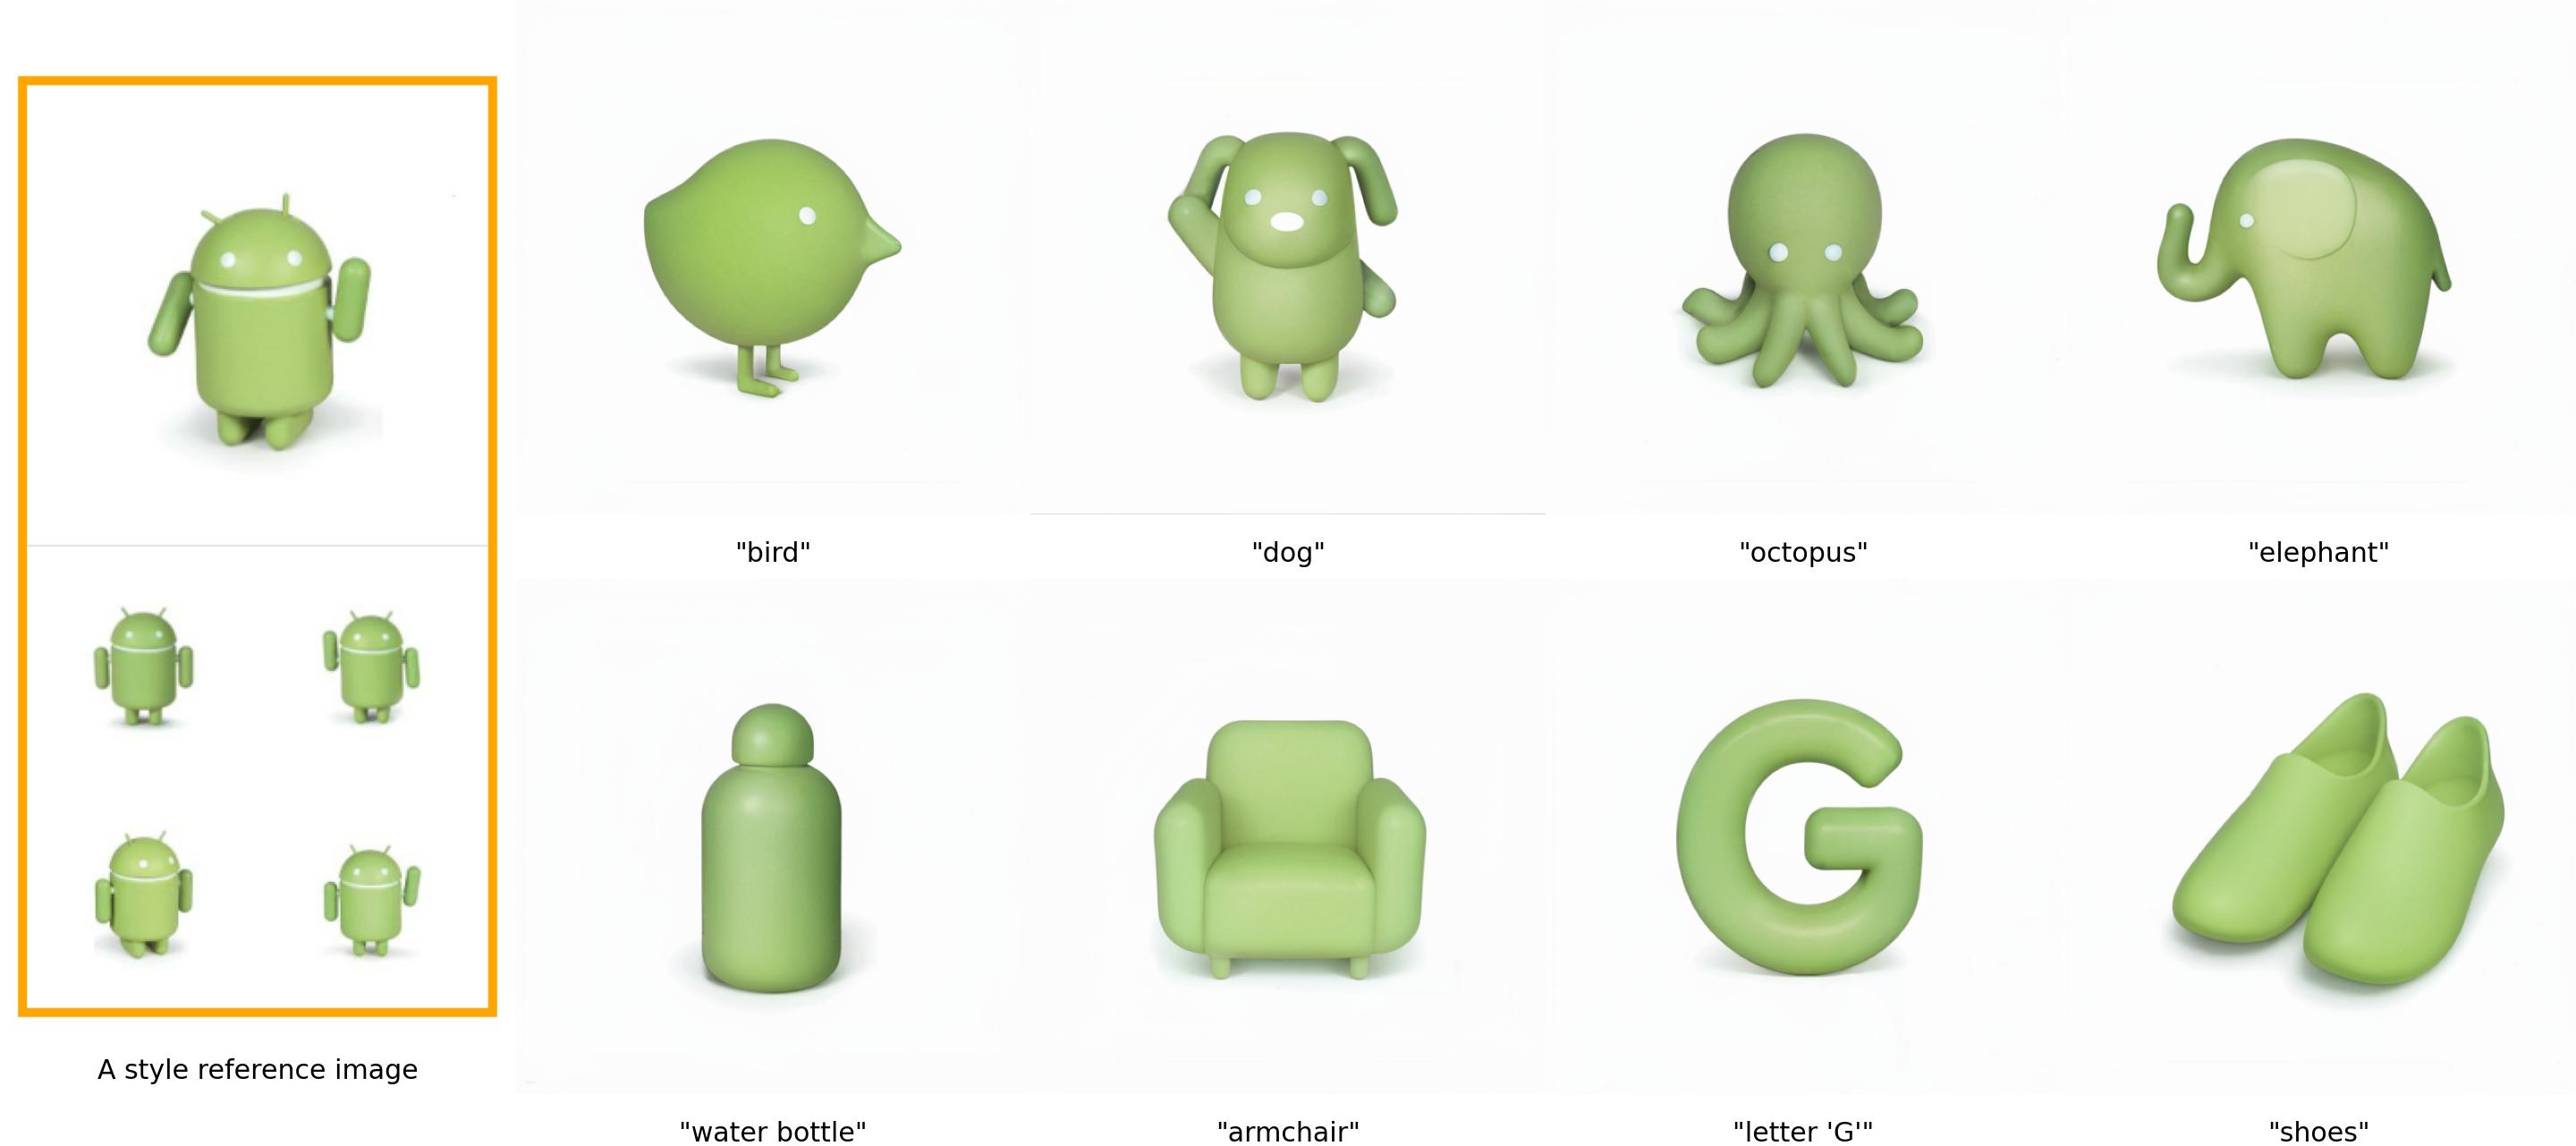 "bird"
"dog"
"octopus"
"elephant"
A style reference image
"water bottle"
"armchair"
"letter 'G'"
"shoes"
G